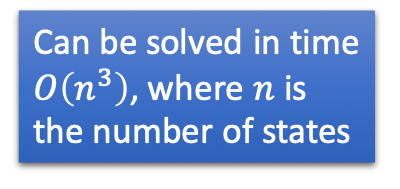 Can be solved in time
𝑂(𝑛³), where 𝑛 is
the number of states